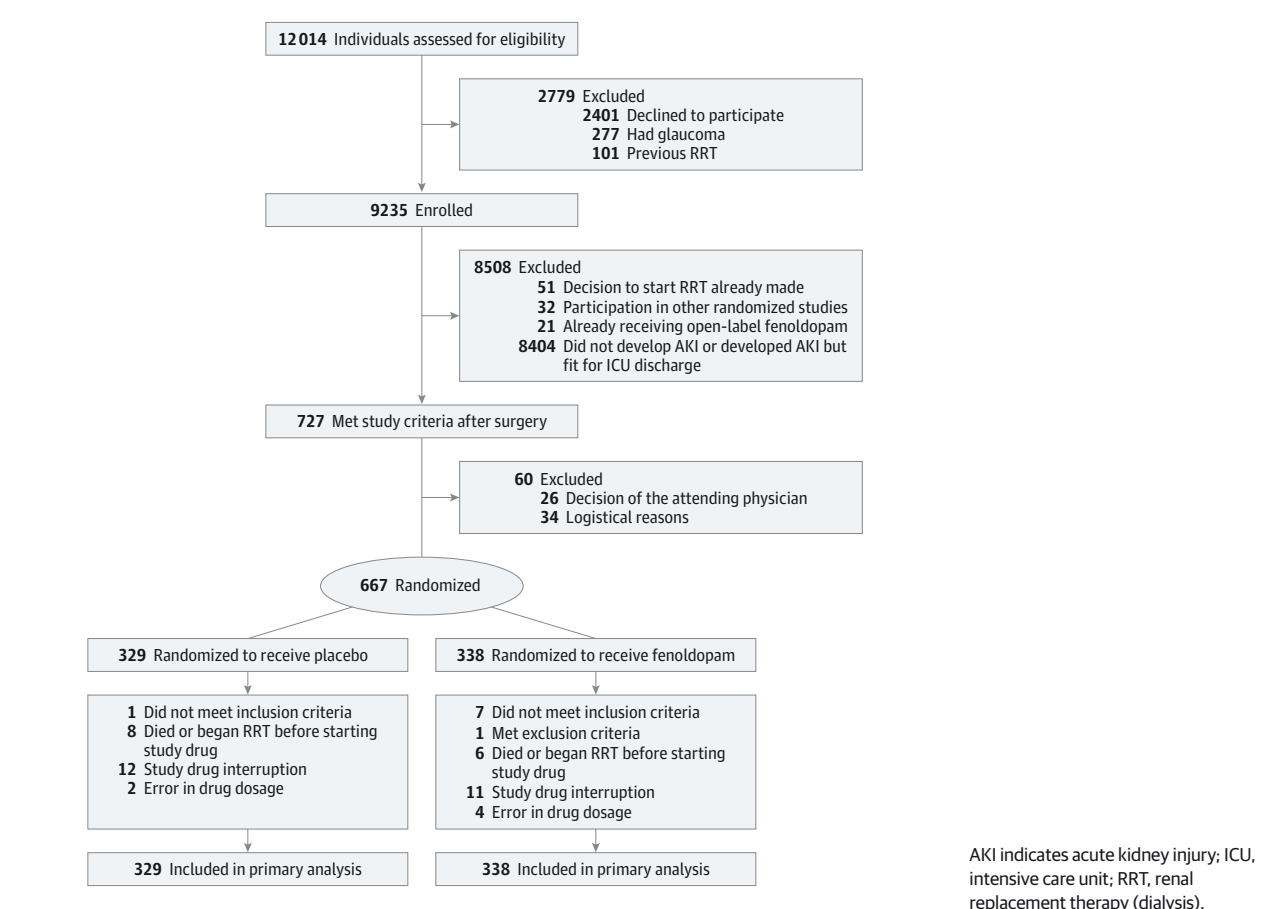 12 014 Individuals assessed for eligibility
2779 Excluded
2401 Declined to participate
277 Had glaucoma
101 Previous RRT
9235 Enrolled
8508 Excluded
51 Decision to start RRT already made
32 Participation in other randomized studies
21 Already receiving open-label fenoldopam
8404 Did not develop AKI or developed AKI but
fit for ICU discharge
727 Met study criteria after surgery
60 Excluded
26 Decision of the attending physician
34 Logistical reasons
667 Randomized
329 Randomized to receive placebo
338 Randomized to receive fenoldopam
1 Did not meet inclusion criteria
8 Died or began RRT before starting
study drug
12 Study drug interruption
2 Error in drug dosage
7 Did not meet inclusion criteria
1 Met exclusion criteria
6 Died or began RRT before starting
study drug
11 Study drug interruption
4 Error in drug dosage
329 Included in primary analysis
338 Included in primary analysis
AKI indicates acute kidney injury; ICU,
intensive care unit; RRT, renal
replacement therapy (dialysis).